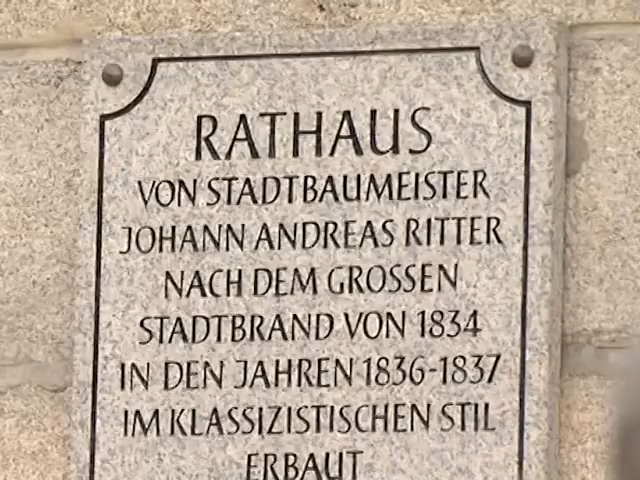 RATHAUS
VON STADTBAUMEISTER
JOHANN ANDREAS RITTER
NACH DEM GROSSEN
STADTBRAND VON 1834
IN DEN JAHREN 1836-1837
IM KLASSIZISTISCHEN STIL
ERBAUT